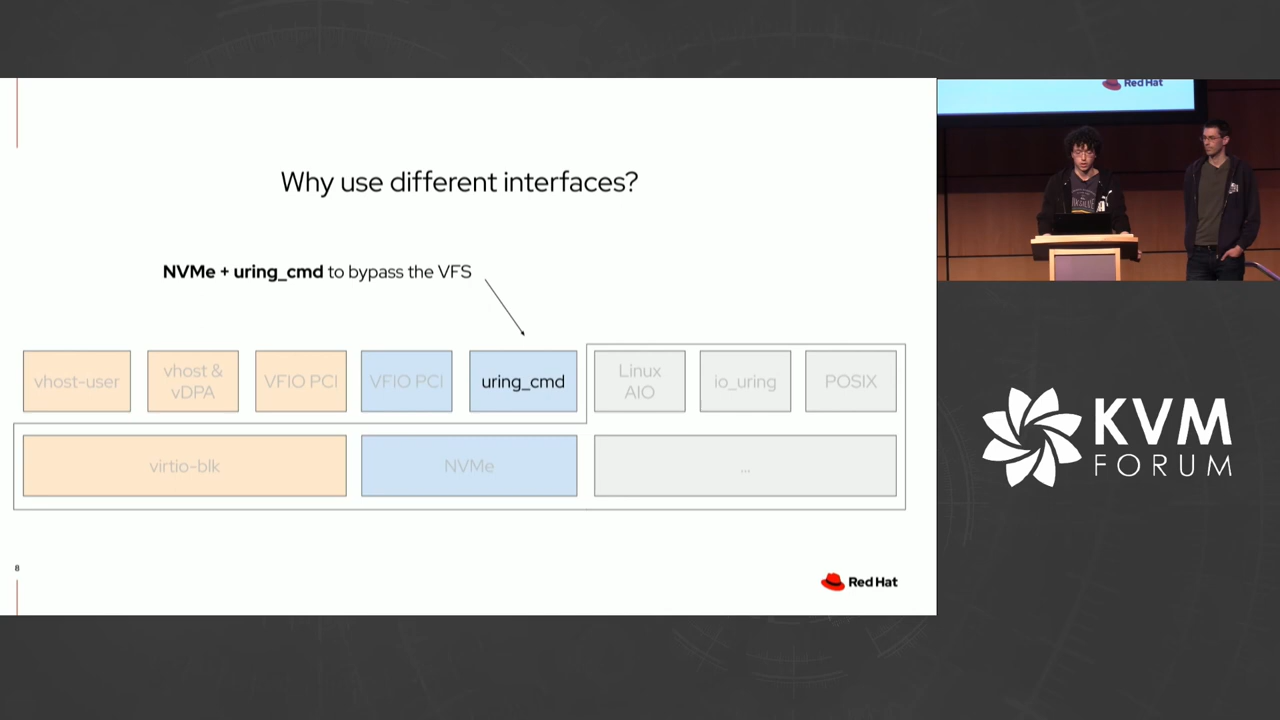 Red Hat
Why use different interfaces?
NVMe + uring_cmd to bypass the VFS
vhost-user
vhost &
vDPA
VFIO PCI
VFIO PCI
uring_cmd
Linux
AIO
io_uring
POSIX
virtio-blk
NVMe
...
8
Red Hat
KVM
FORUM